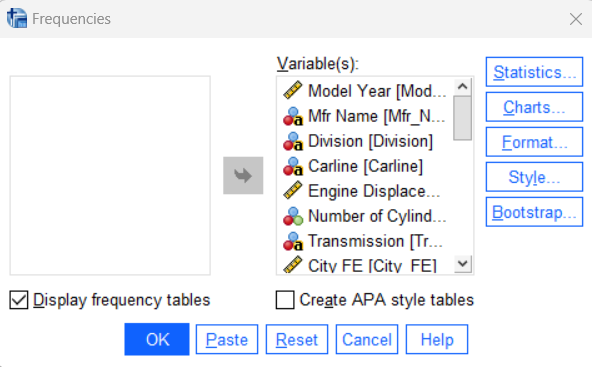 Frequencies
Variable(s):
Model Year [Mod...
Mfr Name [Mfr_N...
Division [Division]
Carline [Carline]
Engine Displace...
Number of Cylind...
Transmission [Tr...
City FE [City_FE]
Statistics...
Charts...
Format...
Style...
Bootstrap...
Display frequency tables
Create APA style tables
OK
Paste
Reset
Cancel
Help